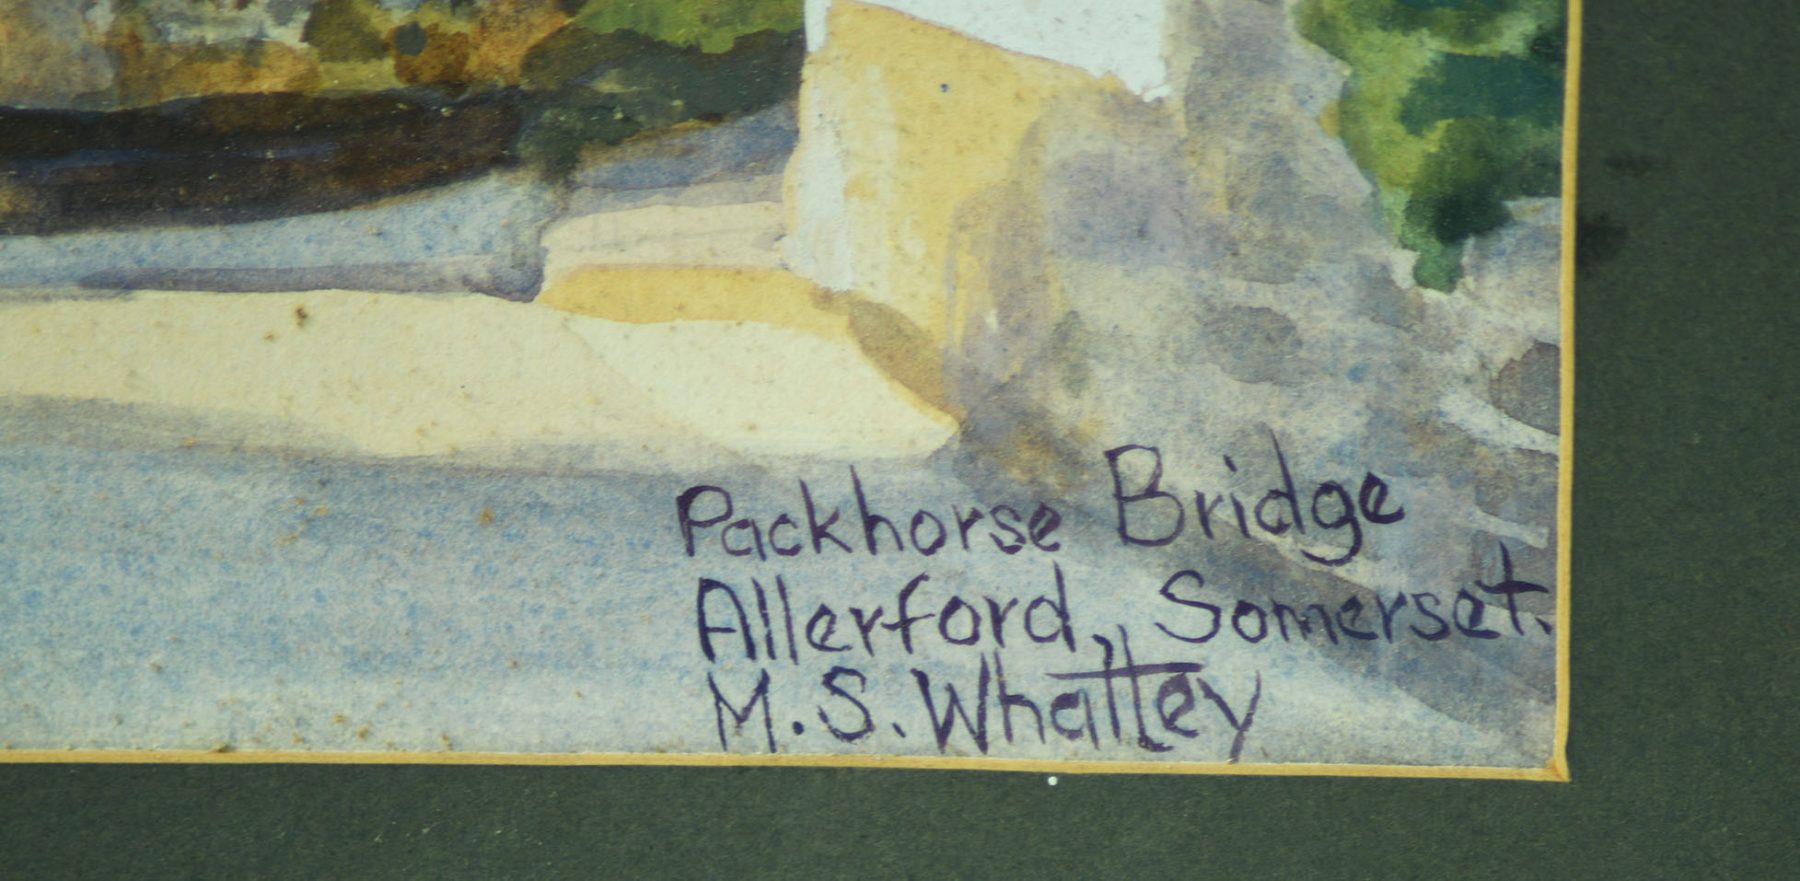 Packhorse Bridge
Allerford, Somerset.
M.S. Whatley